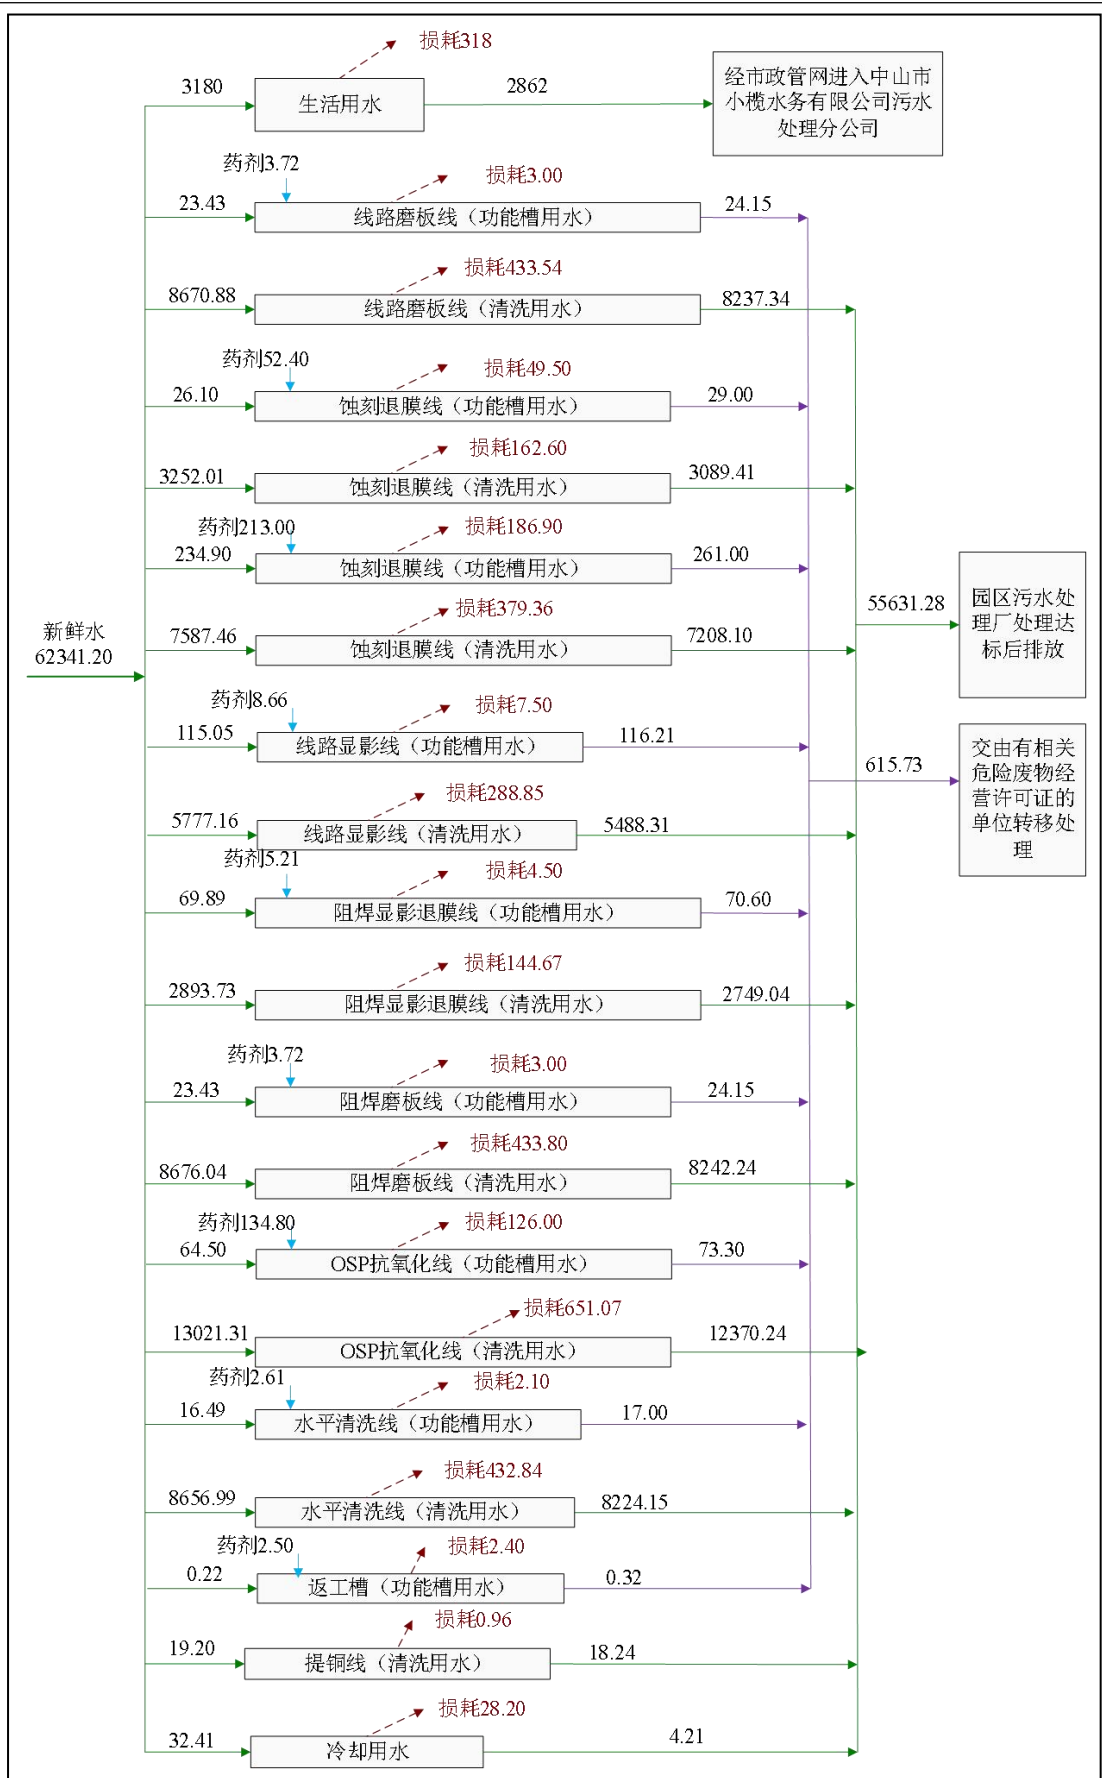 损耗318
3180
生活用水
2862
经市政管网进入中山市
小榄水务有限公司污水
处理分公司
药剂3.72
损耗3.00
23.43
线路磨板线（功能槽用水）
24.15
损耗433.54
8670.88
线路磨板线（清洗用水）
8237.34
药剂52.40
损耗49.50
26.10
蚀刻退膜线（功能槽用水）
29.00
损耗162.60
3252.01
蚀刻退膜线（清洗用水）
3089.41
药剂213.00
损耗186.90
234.90
蚀刻退膜线（功能槽用水）
261.00
损耗379.36
7587.46
蚀刻退膜线（清洗用水）
7208.10
新鲜水
62341.20
55631.28
园区污水处
理厂处理达
标后排放
药剂8.66
损耗7.50
115.05
线路显影线（功能槽用水）
116.21
615.73
交由有相关
危险废物经
营许可证的
单位转移处
理
损耗288.85
5777.16
线路显影线（清洗用水）
5488.31
药剂5.21
损耗4.50
69.89
阻焊显影退膜线（功能槽用水）
70.60
损耗144.67
2893.73
阻焊显影退膜线（清洗用水）
2749.04
药剂3.72
损耗3.00
23.43
阻焊磨板线（功能槽用水）
24.15
损耗433.80
8676.04
阻焊磨板线（清洗用水）
8242.24
药剂134.80
损耗126.00
64.50
OSP抗氧化线（功能槽用水）
73.30
损耗651.07
13021.31
OSP抗氧化线（清洗用水）
12370.24
药剂2.61
损耗2.10
16.49
水平清洗线（功能槽用水）
17.00
损耗432.84
8656.99
水平清洗线（清洗用水）
8224.15
药剂2.50
损耗2.40
0.22
返工槽（功能槽用水）
0.32
损耗0.96
19.20
提铜线（清洗用水）
18.24
损耗28.20
32.41
冷却用水
4.21